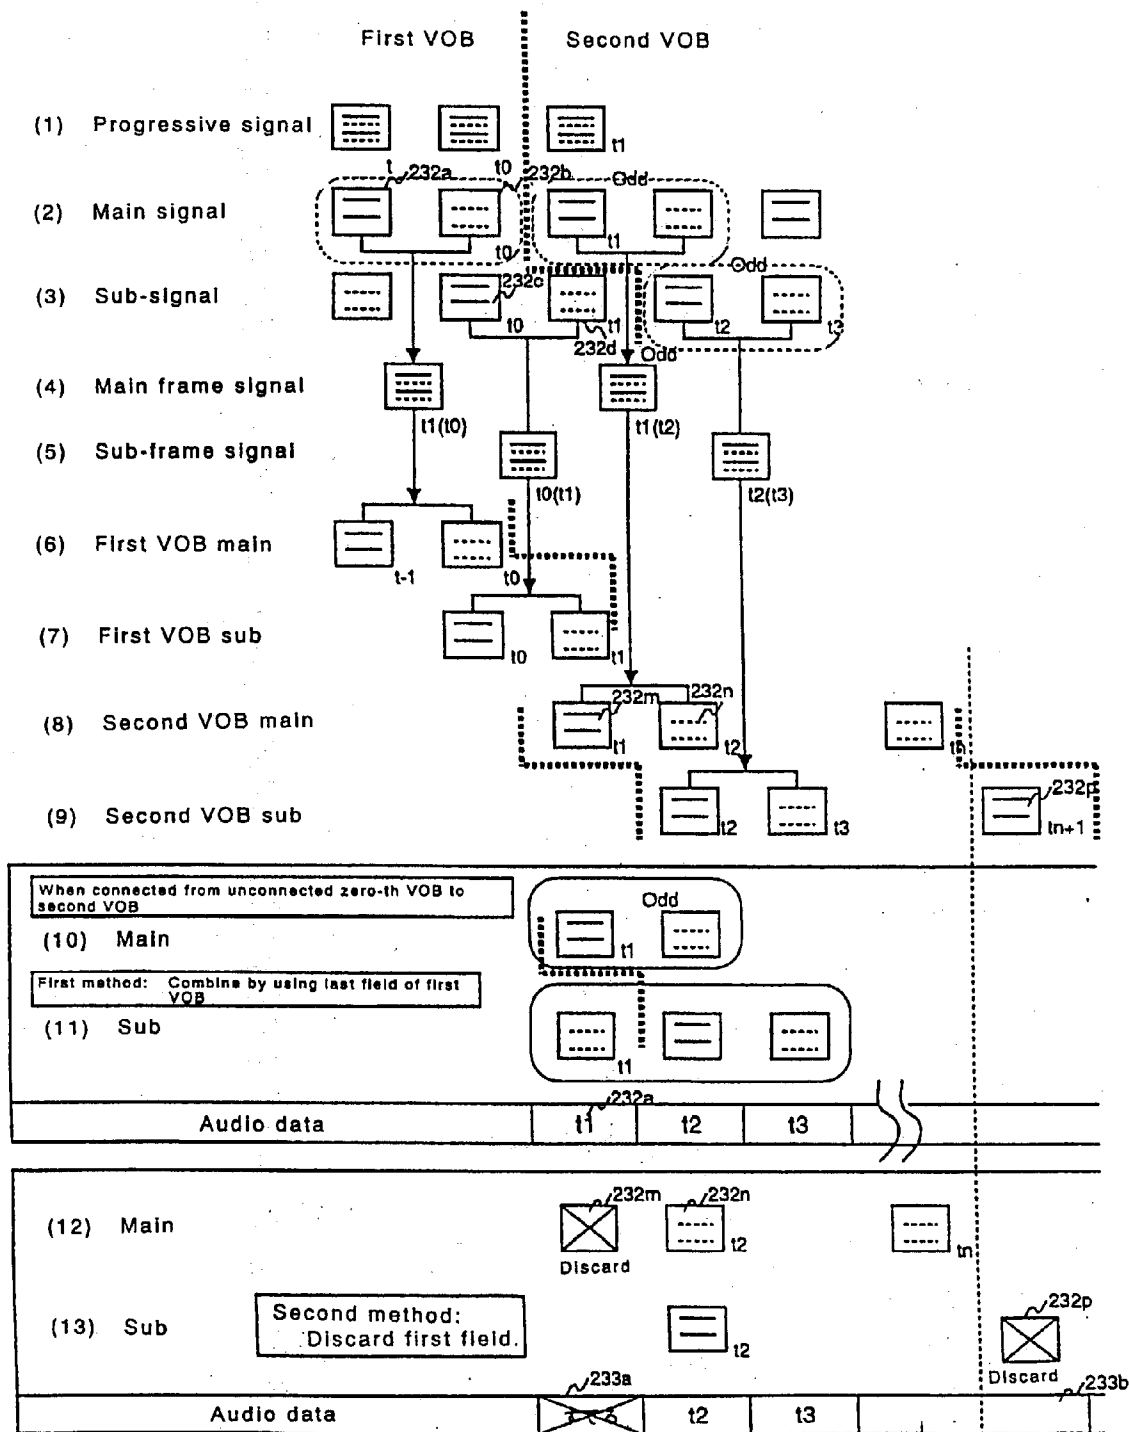 First VOB Second VOB
(1) Progressive signal t1
t 232a t0 232b Odd
(2) Main signal
t0 t1 Odd
(3) Sub-signal 232c
t0 t1 t2 t3
232d Odd
(4) Main frame signal
t1(t0) t1(t2)
(5) Sub-frame signal
t0(t1) t2(t3)
(6) First VOB main
t-1 t0
(7) First VOB sub
t0 t1
232m 232n
(8) Second VOB main
t1 t2
232p
(9) Second VOB sub t2 t3 tn+1
When connected from unconnected zero-th VOB to
second VOB
Odd
(10) Main t1
First method: Combine by using last field of first
VOB
(11) Sub
t1
232a
Audio data t1 t2 t3
232m 232n
(12) Main
t2 tn
Discard
232p
Second method:
(13) Sub
Discard first field.
t2
Discard
233a 233b
Audio data t2 t3